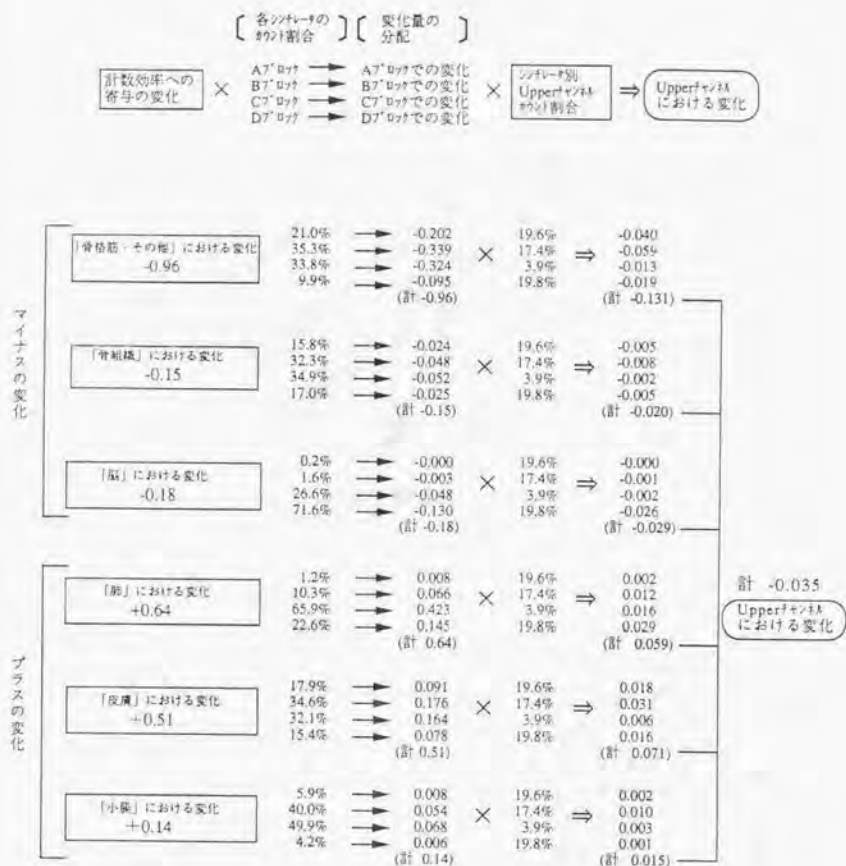 各シンチレータの 変化量の
カウント割合 分配
計数効率への
寄与の変化
×
Aブロック → Aブロックでの変化
Bブロック → Bブロックでの変化
Cブロック → Cブロックでの変化
Dブロック → Dブロックでの変化
×
シンチレータ別
Upperチャンネル
カウント割合
⇒
Upperチャンネル
における変化
マイナスの変化
「骨格筋・その他」における変化
-0.96
21.0% → -0.202 19.6% -0.040
35.3% → -0.339 × 17.4% ⇒ -0.059
33.8% → -0.324 3.9% -0.013
9.9% → -0.095 19.8% -0.019
(計 -0.96) (計 -0.131)
「骨組織」における変化
-0.15
15.8% → -0.024 19.6% -0.005
32.3% → -0.048 × 17.4% ⇒ -0.008
34.9% → -0.052 3.9% -0.002
17.0% → -0.025 19.8% -0.005
(計 -0.15) (計 -0.020)
「脳」における変化
-0.18
0.2% → -0.000 19.6% -0.000
1.6% → -0.003 × 17.4% ⇒ -0.001
26.6% → -0.048 3.9% -0.002
71.6% → -0.130 19.8% -0.026
(計 -0.18) (計 -0.029)
プラスの変化
「肺」における変化
+0.64
1.2% → 0.008 19.6% 0.002
10.3% → 0.066 × 17.4% ⇒ 0.012
65.9% → 0.423 3.9% 0.016
22.6% → 0.145 19.8% 0.029
(計 0.64) (計 0.059)
「皮膚」における変化
+0.51
17.9% → 0.091 19.6% 0.018
34.6% → 0.176 × 17.4% ⇒ 0.031
32.1% → 0.164 3.9% 0.006
15.4% → 0.078 19.8% 0.016
(計 0.51) (計 0.071)
「小腸」における変化
+0.14
5.9% → 0.008 19.6% 0.002
40.0% → 0.054 × 17.4% ⇒ 0.010
49.9% → 0.068 3.9% 0.003
4.2% → 0.006 19.8% 0.001
(計 0.14) (計 0.015)
計 -0.035
Upperチャンネル
における変化